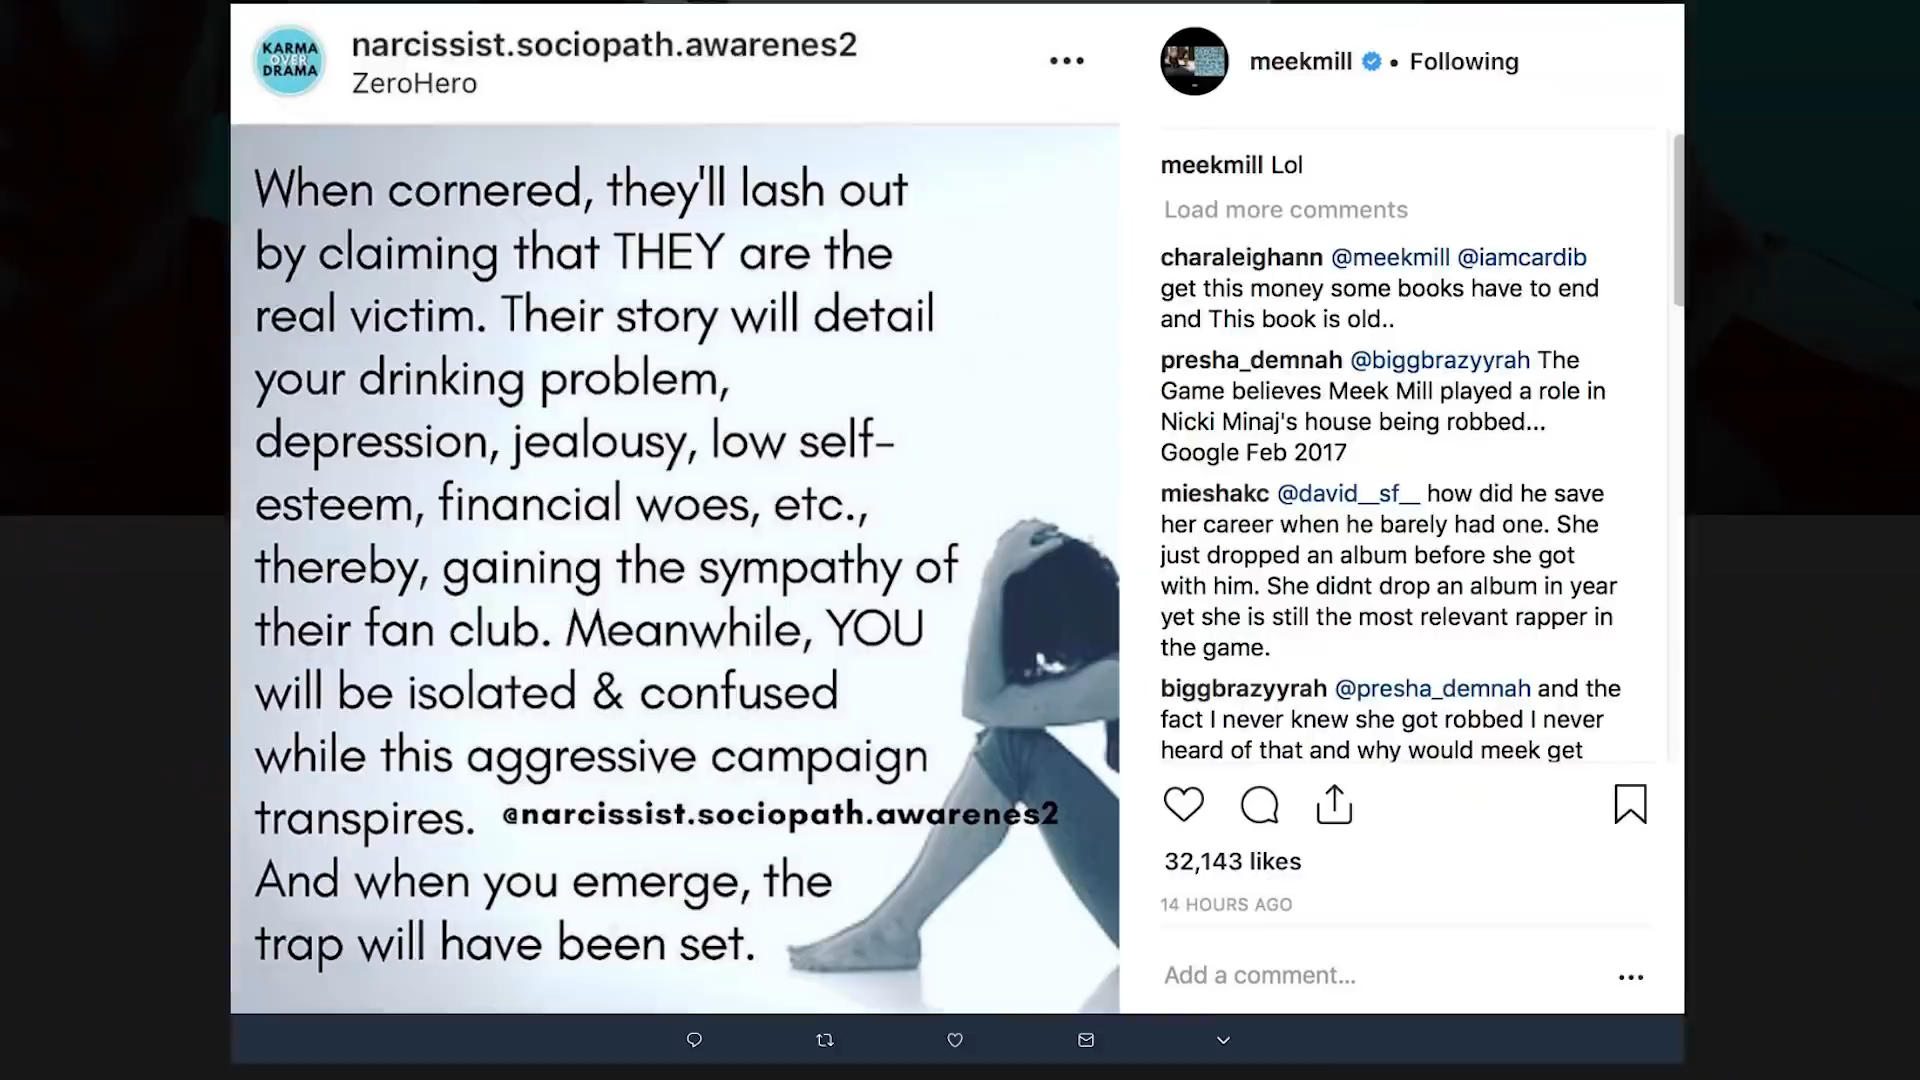 KARMA
OVER
DRAMA
narcissist.sociopath.awarenes2
ZeroHero
When cornered, they'll lash out
by claiming that THEY are the
real victim. Their story will detail
your drinking problem,
depression, jealousy, low self-
esteem, financial woes, etc.,
thereby, gaining the sympathy of
their fan club. Meanwhile, YOU
will be isolated & confused
while this aggressive campaign
transpires. @narcissist.sociopath.awarenes2
And when you emerge, the
trap will have been set.
meekmill • Following
meekmill Lol
Load more comments
charaleighann @meekmill @iamcardib
get this money some books have to end
and This book is old..
presha_demnah @biggbrazyyrah The
Game believes Meek Mill played a role in
Nicki Minaj's house being robbed...
Google Feb 2017
mieshakc @david__sf__ how did he save
her career when he barely had one. She
just dropped an album before she got
with him. She didnt drop an album in year
yet she is still the most relevant rapper in
the game.
biggbrazyyrah @presha_demnah and the
fact I never knew she got robbed I never
heard of that and why would meek get
32,143 likes
14 HOURS AGO
Add a comment...